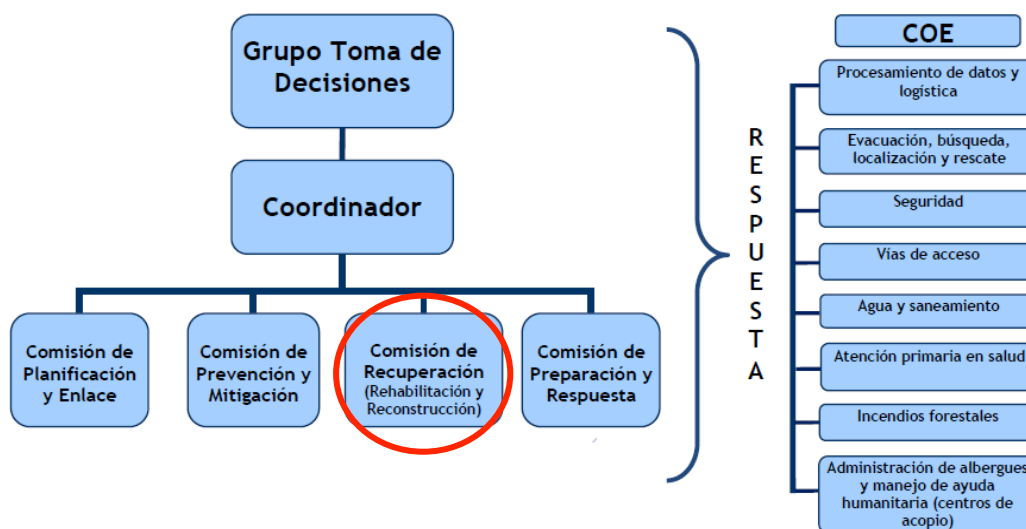 Grupo Toma de
Decisiones
Coordinador
Comisión de
Planificación
y Enlace
Comisión de
Prevención y
Mitigación
Comisión de
Recuperación
(Rehabilitación y
Reconstrucción)
Comisión de
Preparación y
Respuesta
R
E
S
P
U
E
S
T
A
COE
Procesamiento de datos y
logística
Evacuación, búsqueda,
localización y rescate
Seguridad
Vías de acceso
Agua y saneamiento
Atención primaria en salud
Incendios forestales
Administración de albergues
y manejo de ayuda
humanitaria (centros de
acopio)